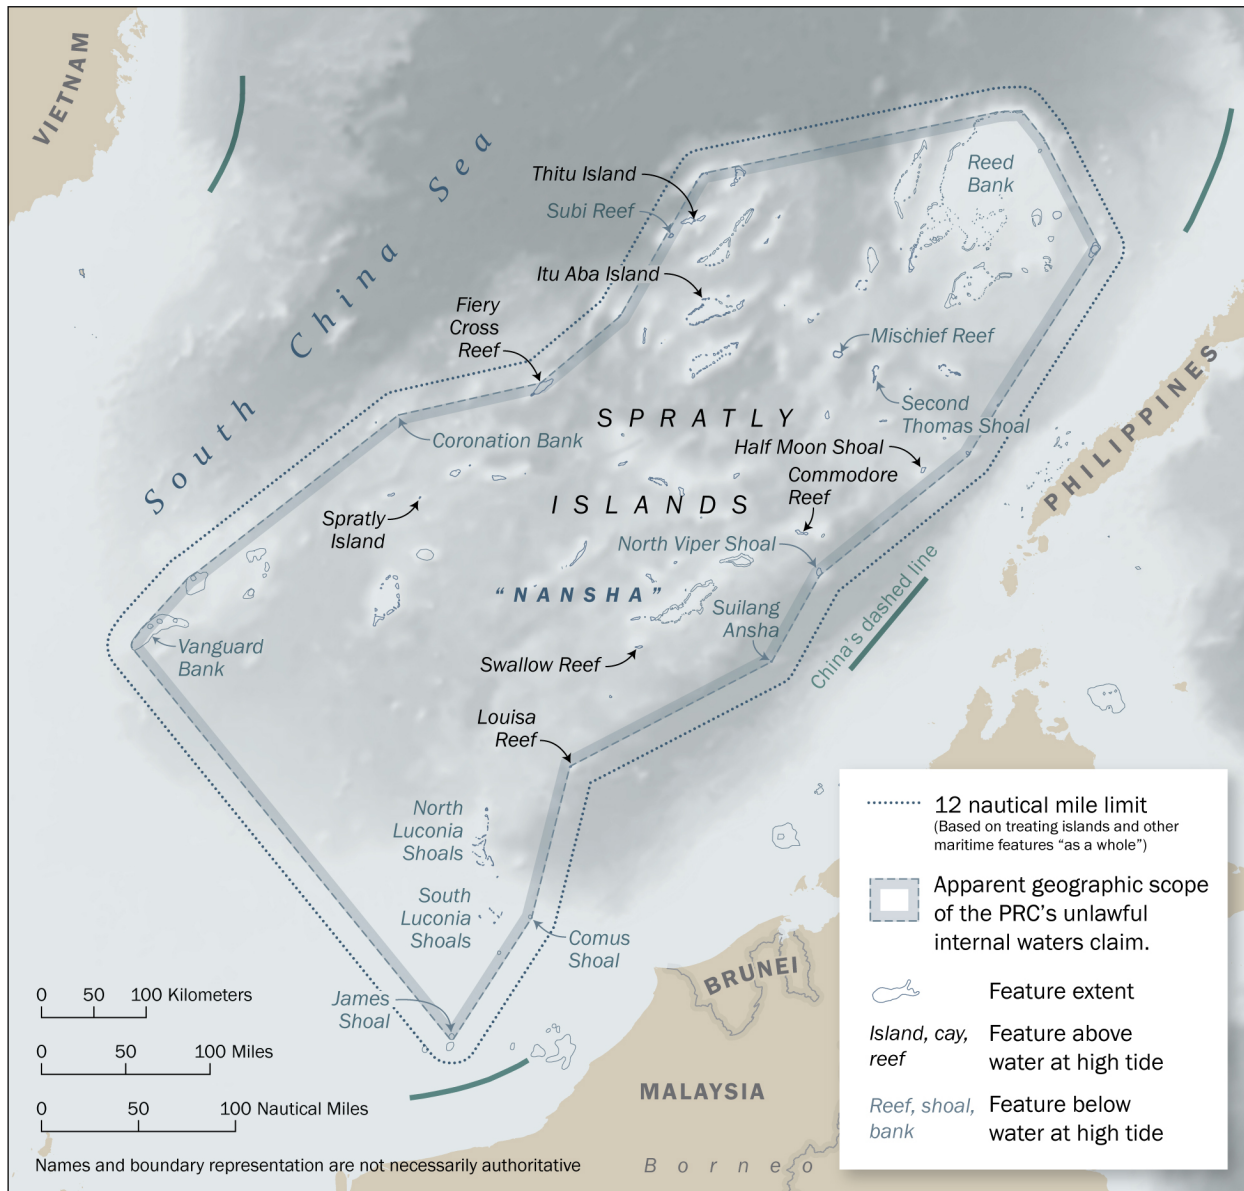 VIETNAM
South China Sea
Thitu Island
Subi Reef
Reed
Bank
Itu Aba Island
Fiery
Cross
Reef
Mischief Reef
PHILIPPINES
Second
Thomas Shoal
SPRATLY
Coronation Bank
Half Moon Shoal
Commodore
Reef
ISLANDS
Spratly
Island
North Viper Shoal
"NANSHA"
Suilang
Ansha
China's dashed line
Vanguard
Bank
Swallow Reef
Louisa
Reef
North
Luconia
Shoals
South
Luconia
Shoals
Comus
Shoal
James
Shoal
BRUNEI
MALAYSIA
Borneo
12 nautical mile limit
(Based on treating islands and other
maritime features “as a whole”)
Apparent geographic scope
of the PRC’s unlawful
internal waters claim.
Feature extent
Island, cay,
reef
Feature above
water at high tide
Reef, shoal,
bank
Feature below
water at high tide
0 50 100 Kilometers
0 50 100 Miles
0 50 100 Nautical Miles
Names and boundary representation are not necessarily authoritative